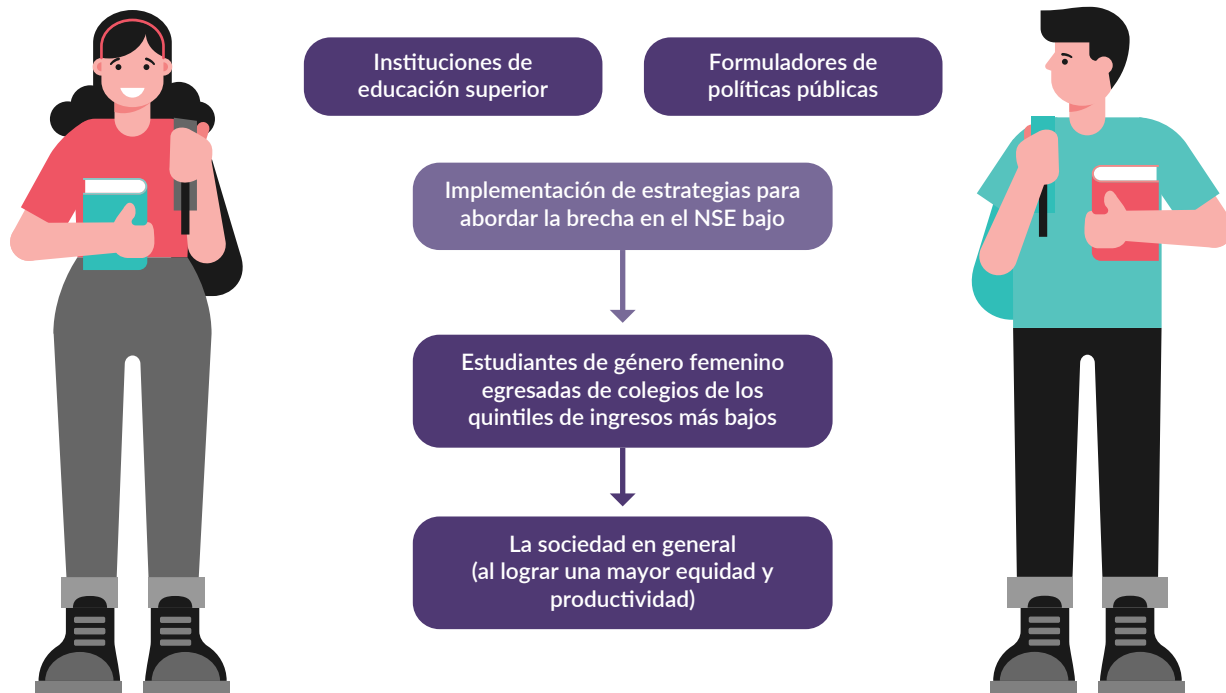 Instituciones de
educación superior
Formuladores de
políticas públicas
Implementación de estrategias para
abordar la brecha en el NSE bajo
Estudiantes de género femenino
egresadas de colegios de los
quintiles de ingresos más bajos
La sociedad en general
(al lograr una mayor equidad y
productividad)